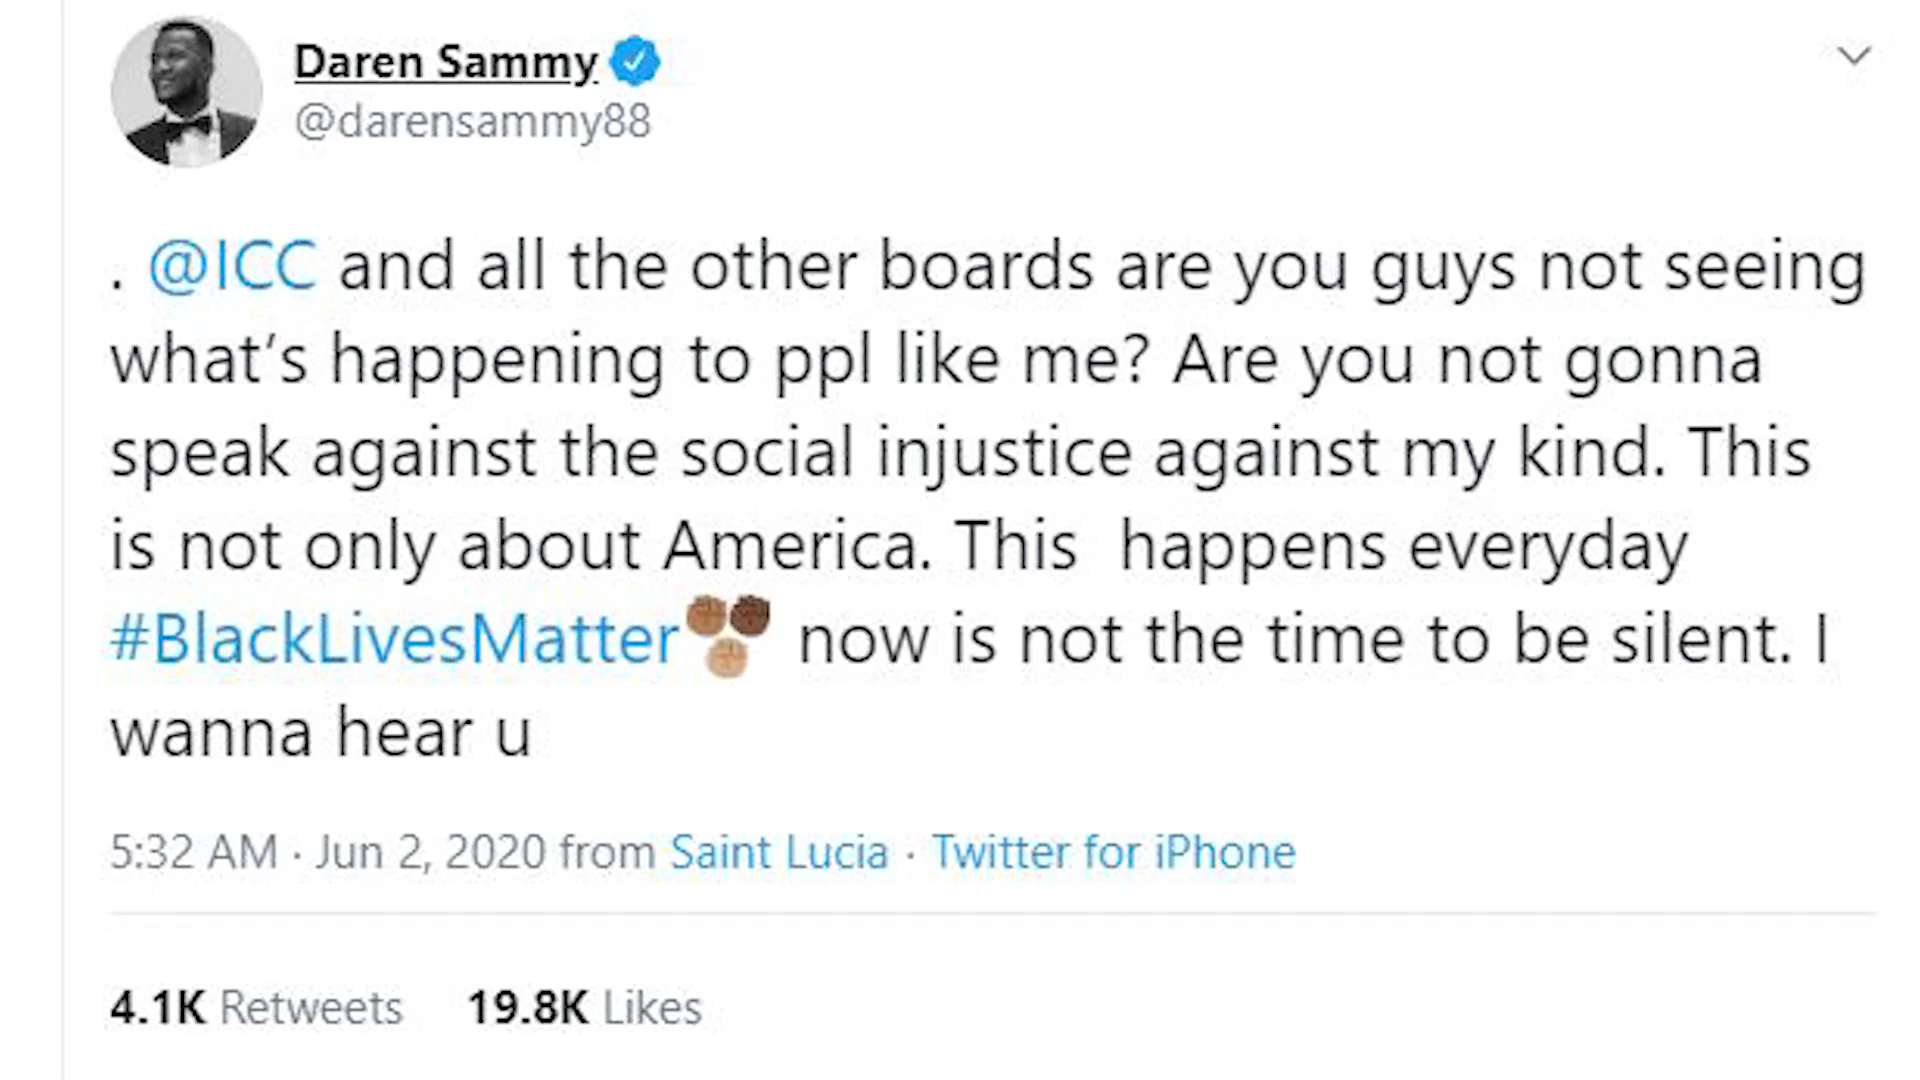 Daren Sammy
@darensammy88
. @ICC and all the other boards are you guys not seeing
what’s happening to ppl like me? Are you not gonna
speak against the social injustice against my kind. This
is not only about America. This  happens everyday
#BlackLivesMatter✊🏾✊🏿✊🏼 now is not the time to be silent. I
wanna hear u
5:32 AM · Jun 2, 2020 from Saint Lucia · Twitter for iPhone
4.1K Retweets 19.8K Likes